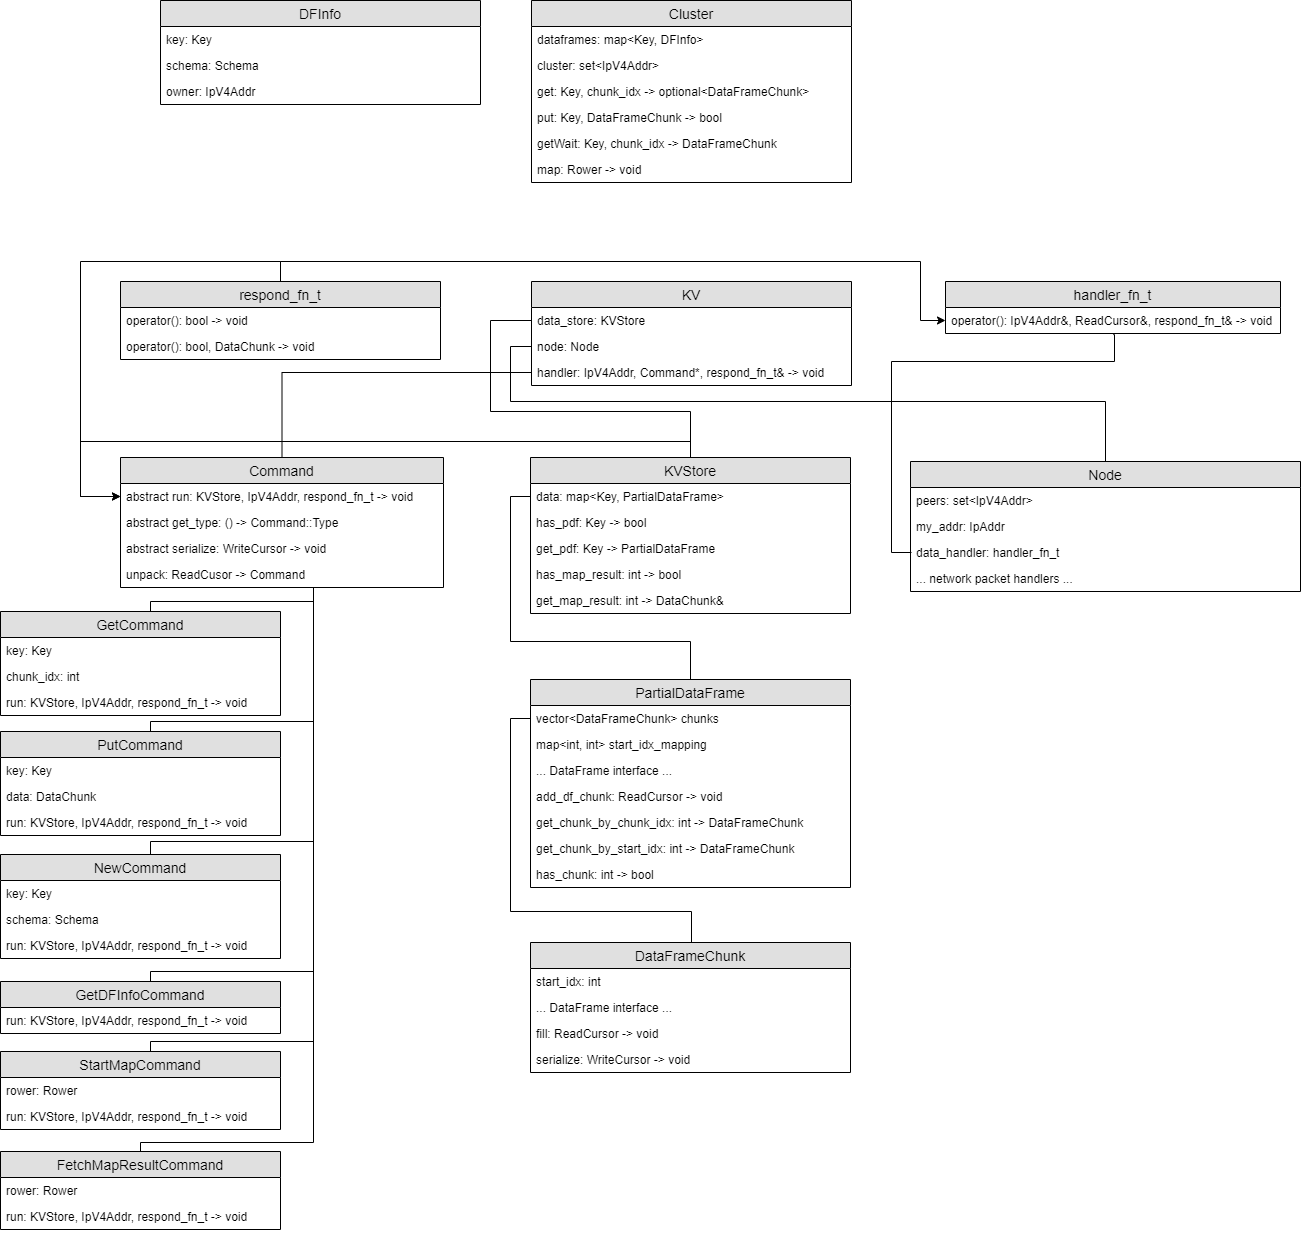 DFInfo
key: Key
schema: Schema
owner: IpV4Addr
Cluster
dataframes: map<Key, DFInfo>
cluster: set<IpV4Addr>
get: Key, chunk_idx -> optional<DataFrameChunk>
put: Key, DataFrameChunk -> bool
getWait: Key, chunk_idx -> DataFrameChunk
map: Rower -> void
respond_fn_t
operator(): bool -> void
operator(): bool, DataChunk -> void
KV
data_store: KVStore
node: Node
handler: IpV4Addr, Command*, respond_fn_t& -> void
handler_fn_t
operator(): IpV4Addr&, ReadCursor&, respond_fn_t& -> void
Command
abstract run: KVStore, IpV4Addr, respond_fn_t -> void
abstract get_type: () -> Command::Type
abstract serialize: WriteCursor -> void
unpack: ReadCusor -> Command
KVStore
data: map<Key, PartialDataFrame>
has_pdf: Key -> bool
get_pdf: Key -> PartialDataFrame
has_map_result: int -> bool
get_map_result: int -> DataChunk&
Node
peers: set<IpV4Addr>
my_addr: IpAddr
data_handler: handler_fn_t
... network packet handlers ...
GetCommand
key: Key
chunk_idx: int
run: KVStore, IpV4Addr, respond_fn_t -> void
PutCommand
key: Key
data: DataChunk
run: KVStore, IpV4Addr, respond_fn_t -> void
NewCommand
key: Key
schema: Schema
run: KVStore, IpV4Addr, respond_fn_t -> void
GetDFInfoCommand
run: KVStore, IpV4Addr, respond_fn_t -> void
StartMapCommand
rower: Rower
run: KVStore, IpV4Addr, respond_fn_t -> void
FetchMapResultCommand
rower: Rower
run: KVStore, IpV4Addr, respond_fn_t -> void
PartialDataFrame
vector<DataFrameChunk> chunks
map<int, int> start_idx_mapping
... DataFrame interface ...
add_df_chunk: ReadCursor -> void
get_chunk_by_chunk_idx: int -> DataFrameChunk
get_chunk_by_start_idx: int -> DataFrameChunk
has_chunk: int -> bool
DataFrameChunk
start_idx: int
... DataFrame interface ...
fill: ReadCursor -> void
serialize: WriteCursor -> void